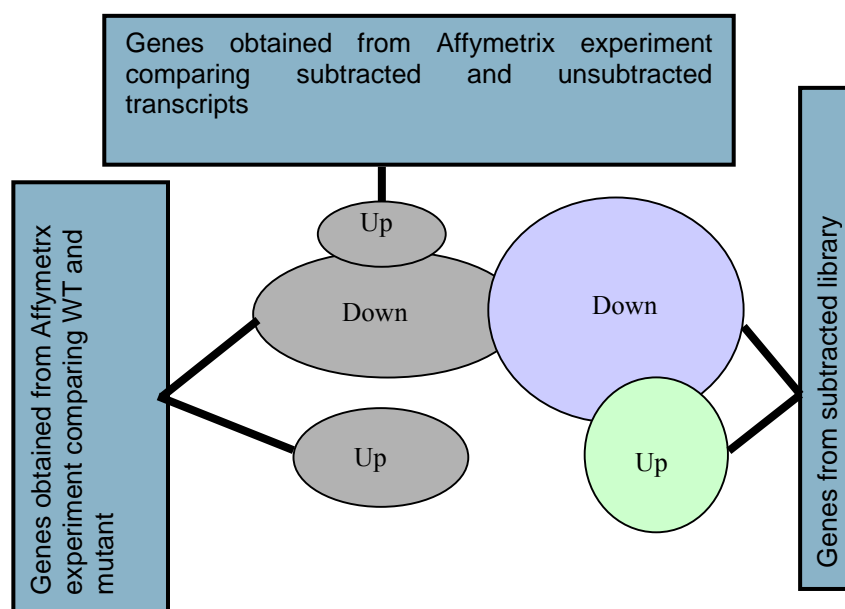 Genes obtained from Affymetrix experiment
comparing subtracted and unsubtracted
transcripts
Genes obtained from Affymetrx
experiment comparing WT and
mutant
Up
Down
Down
Up
Up
Genes from subtracted library